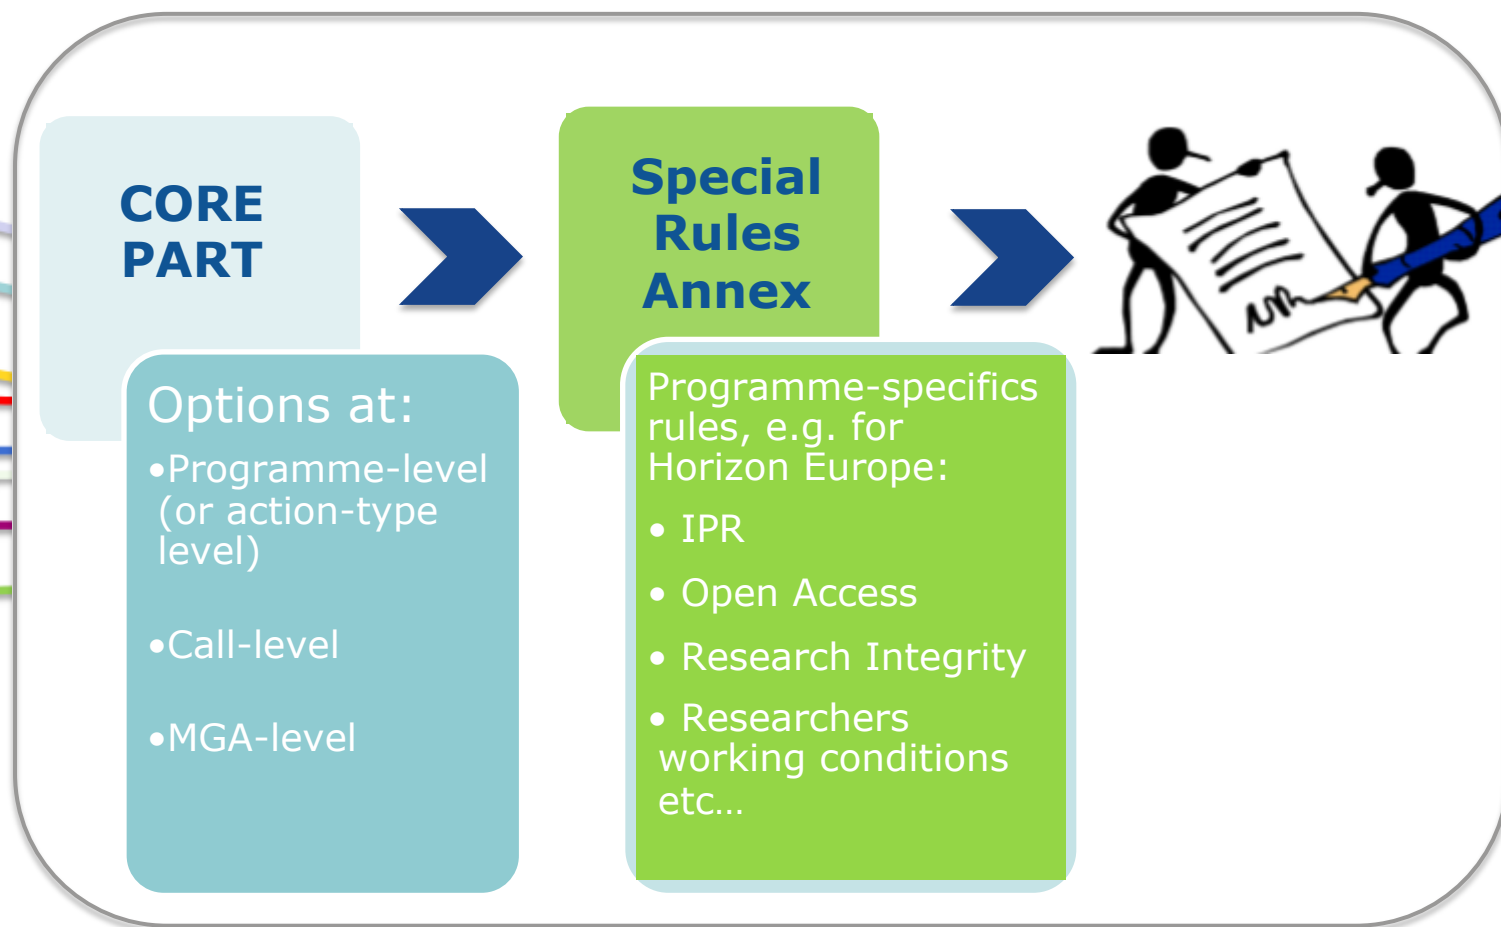 CORE
PART
Options at:
•Programme-level
(or action-type
level)
•Call-level
•MGA-level
Special
Rules
Annex
Programme-specifics
rules, e.g. for
Horizon Europe:
• IPR
• Open Access
• Research Integrity
• Researchers
working conditions
etc…